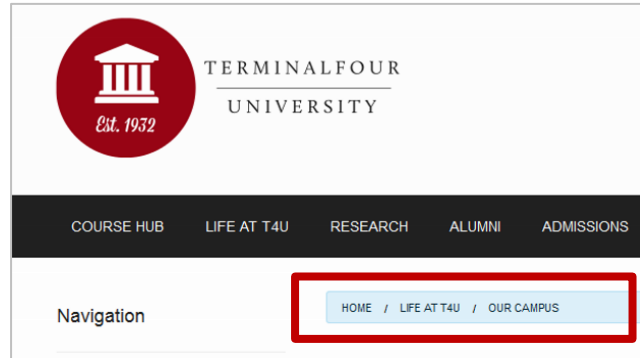 TERMINALFOUR
UNIVERSITY
Est. 1932
COURSE HUB LIFE AT T4U RESEARCH ALUMNI ADMISSIONS
Navigation
HOME / LIFE AT T4U / OUR CAMPUS